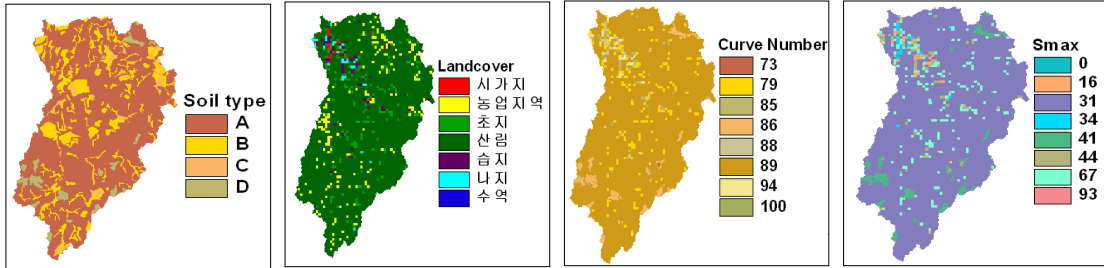 Soil type
A
B
C
D
Landcover
시가지
농업지역
초지
산림
습지
나지
수역
Curve Number
73
79
85
86
88
89
94
100
Smax
0
16
31
34
41
44
67
93